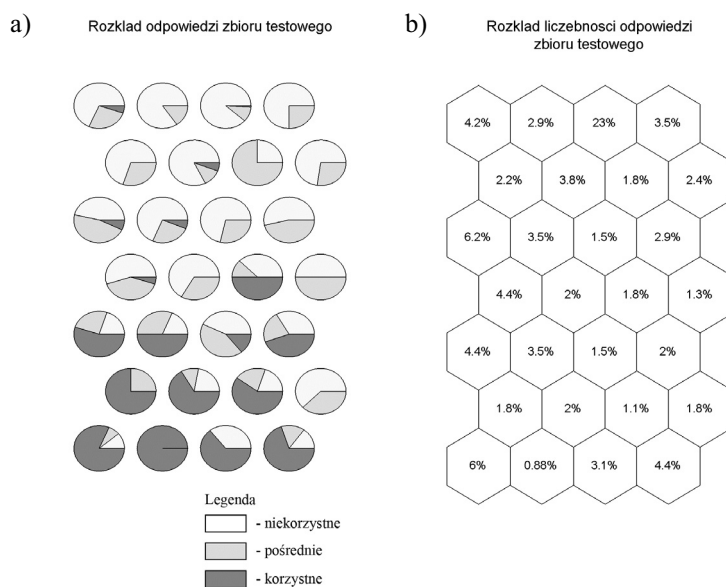 a)
Rozklad odpowiedzi zbioru testowego
Legenda
- niekorzystne
- pośrednie
- korzystne
b)
Rozklad liczebnosci odpowiedzi
zbioru testowego
4.2% 2.9% 23% 3.5%
2.2% 3.8% 1.8% 2.4%
6.2% 3.5% 1.5% 2.9%
4.4% 2% 1.8% 1.3%
4.4% 3.5% 1.5% 2%
1.8% 2% 1.1% 1.8%
6% 0.88% 3.1% 4.4%